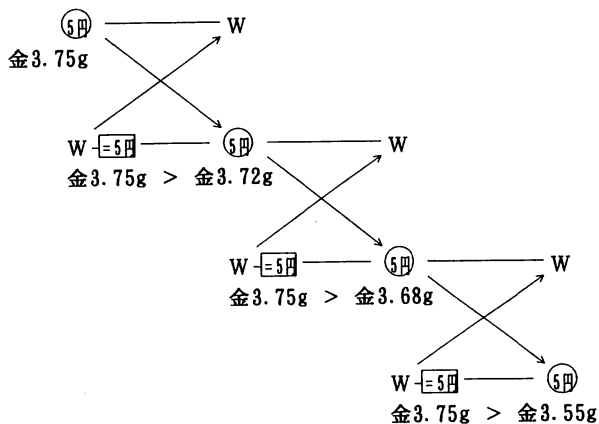 5円 W
金3.75g
W =5円 5円 W
金3.75g > 金3.72g
W =5円 5円 W
金3.75g > 金3.68g
W =5円 5円
金3.75g > 金3.55g